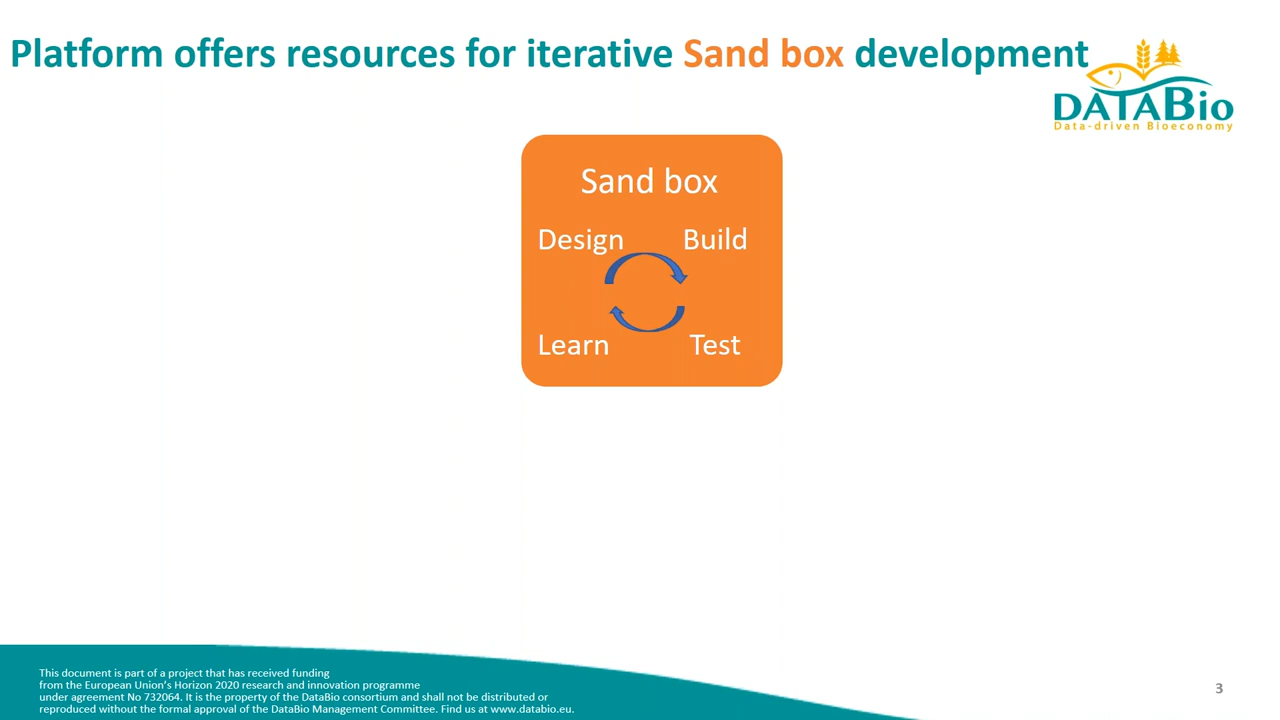 Platform offers resources for iterative Sand box development
DATABio
Data-driven Bioeconomy
Sand box
Design Build
Learn Test
This document is part of a project that has received funding
from the European Union's Horizon 2020 research and innovation programme
under agreement No 732064. It is the property of the DataBio consortium and shall not be distributed or
reproduced without the formal approval of the DataBio Management Committee. Find us at www.databio.eu.
3